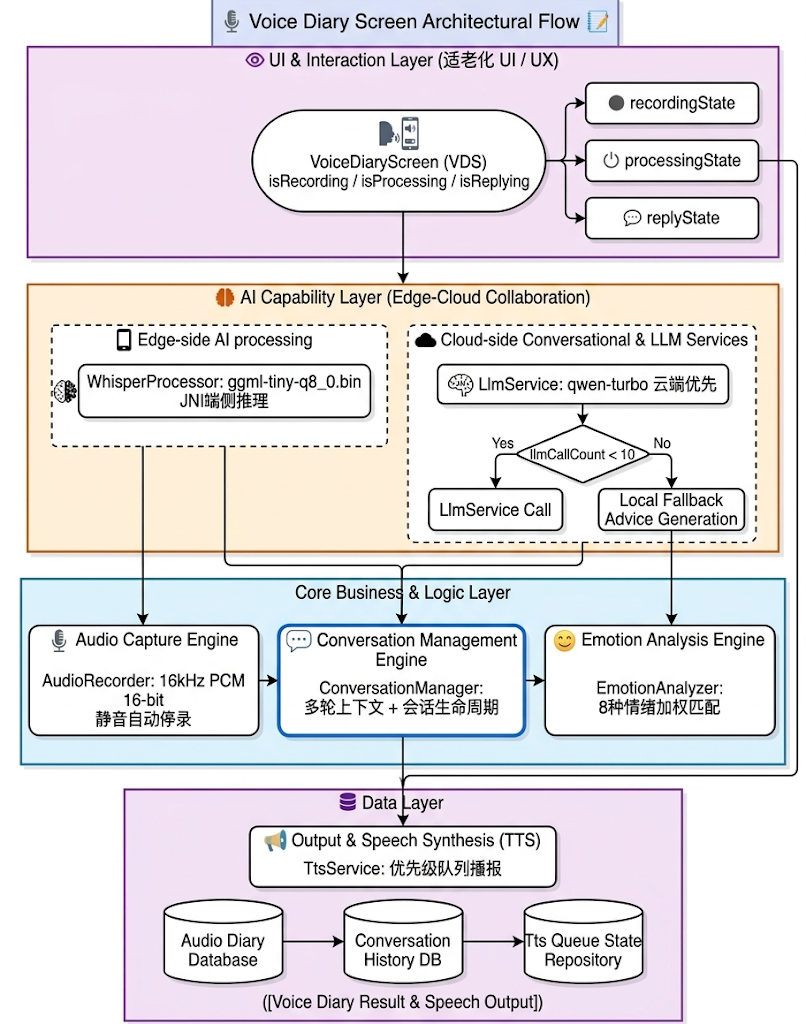 Voice Diary Screen Architectural Flow
UI & Interaction Layer (适老化 UI / UX)
VoiceDiaryScreen (VDS)
isRecording / isProcessing / isReplying
recordingState
processingState
replyState
AI Capability Layer (Edge-Cloud Collaboration)
Edge-side AI processing
WhisperProcessor: ggml-tiny-q8_0.bin
JNI端侧推理
Cloud-side Conversational & LLM Services
LlmService: qwen-turbo 云端优先
llmCallCount < 10
Yes
No
LlmService Call
Local Fallback
Advice Generation
Core Business & Logic Layer
Audio Capture Engine
AudioRecorder: 16kHz PCM
16-bit
静音自动停录
Conversation Management
Engine
ConversationManager:
多轮上下文 + 会话生命周期
Emotion Analysis Engine
EmotionAnalyzer:
8种情绪加权匹配
Data Layer
Output & Speech Synthesis (TTS)
TtsService: 优先级队列播报
Audio Diary
Database
Conversation
History DB
Tts Queue State
Repository
([Voice Diary Result & Speech Output])